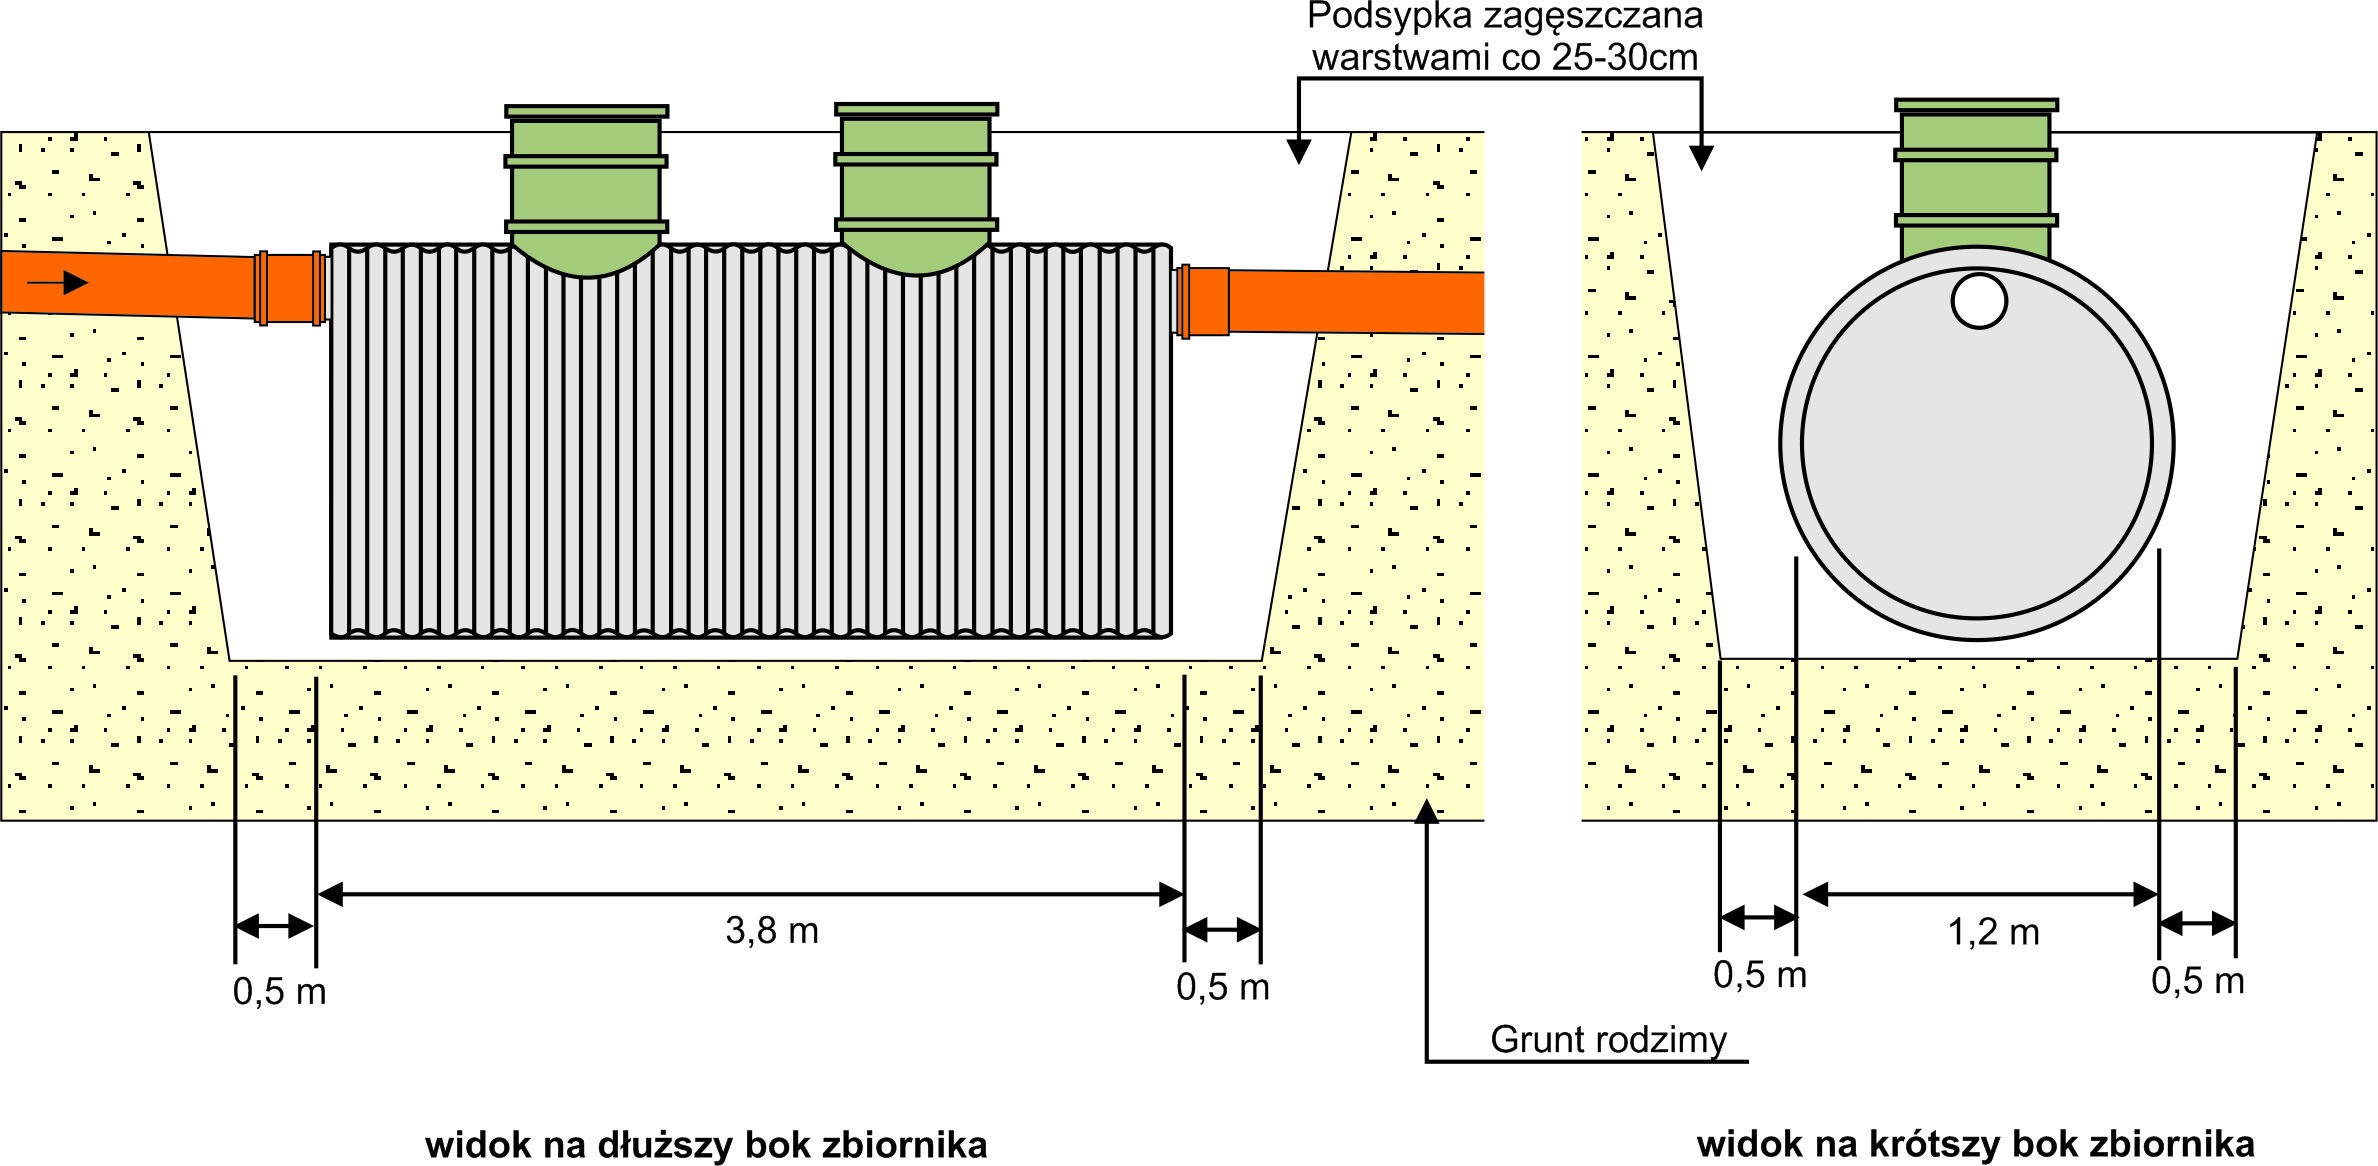 Podsypka zagęszczana
warstwami co 25-30cm
3,8 m
0,5 m
0,5 m
1,2 m
0,5 m
0,5 m
Grunt rodzimy
widok na dłuższy bok zbiornika
widok na krótszy bok zbiornika